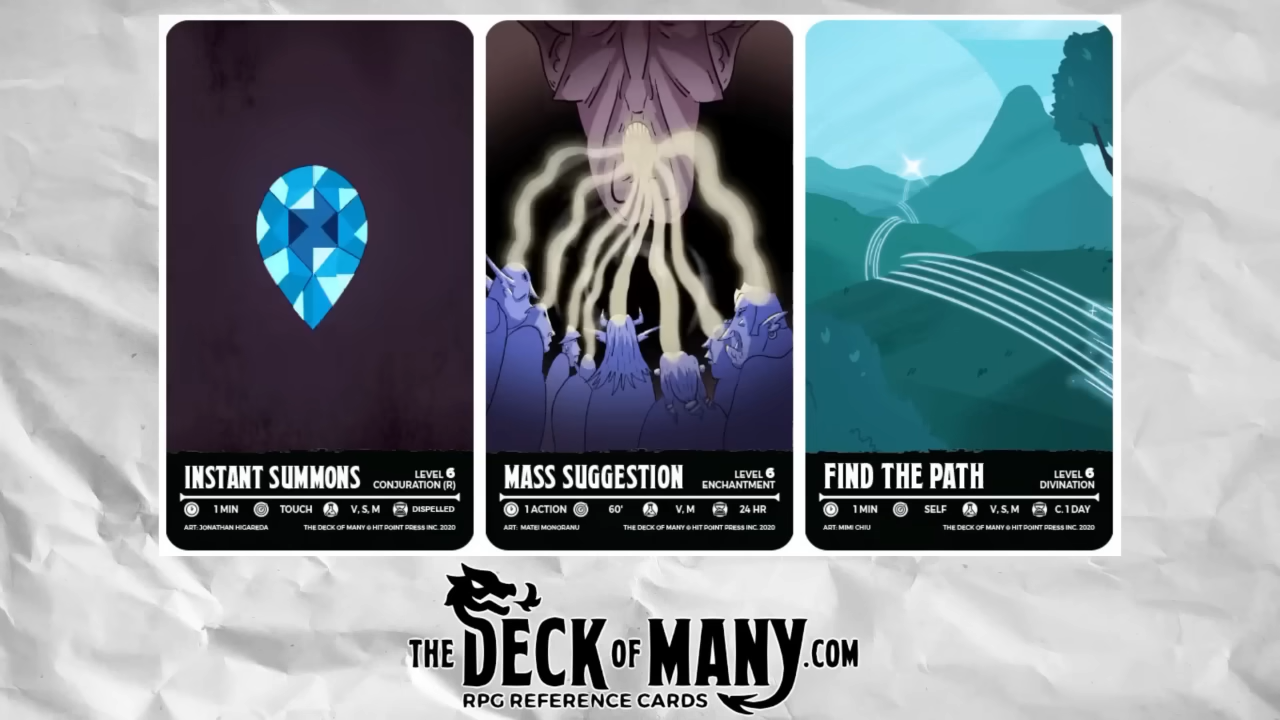 INSTANT SUMMONS
LEVEL 6
CONJURATION (R)
1 MIN TOUCH V, S, M DISPELLED
ART: JONATHAN HIGAREDA THE DECK OF MANY © HIT POINT PRESS INC. 2020
MASS SUGGESTION
LEVEL 6
ENCHANTMENT
1 ACTION 60' V, M 24 HR
ART: MATEI MONORANU THE DECK OF MANY © HIT POINT PRESS INC. 2020
FIND THE PATH
LEVEL 6
DIVINATION
1 MIN SELF V, S, M C. 1 DAY
ART: MIMI CHIU THE DECK OF MANY © HIT POINT PRESS INC. 2020
THE DECK OF MANY.COM
RPG REFERENCE CARDS